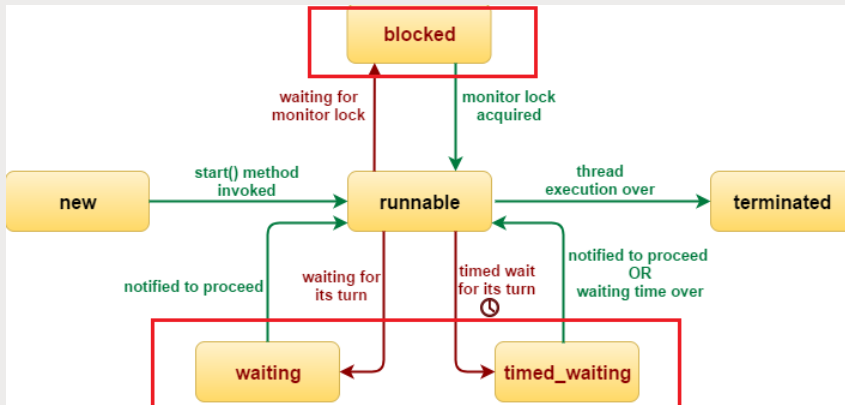 blocked
waiting for
monitor lock
monitor lock
acquired
start() method
invoked
thread
execution over
new
runnable
terminated
notified to proceed
waiting for
its turn
timed wait
for its turn
notified to proceed
OR
waiting time over
waiting
timed_waiting